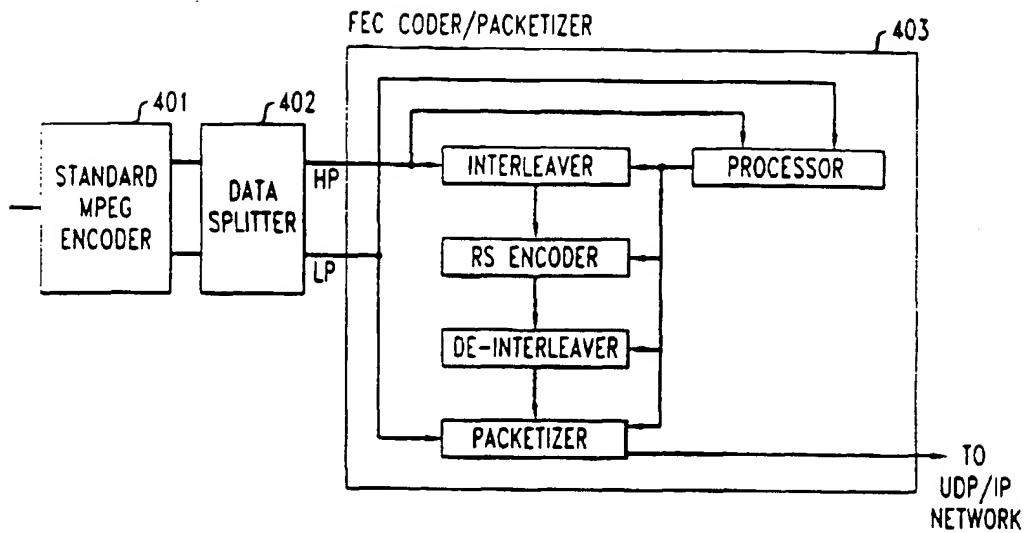 FEC CODER/PACKETIZER
403
401
402
STANDARD
MPEG
ENCODER
DATA
SPLITTER
HP
LP
INTERLEAVER
PROCESSOR
RS ENCODER
DE-INTERLEAVER
PACKETIZER
TO
UDP/IP
NETWORK